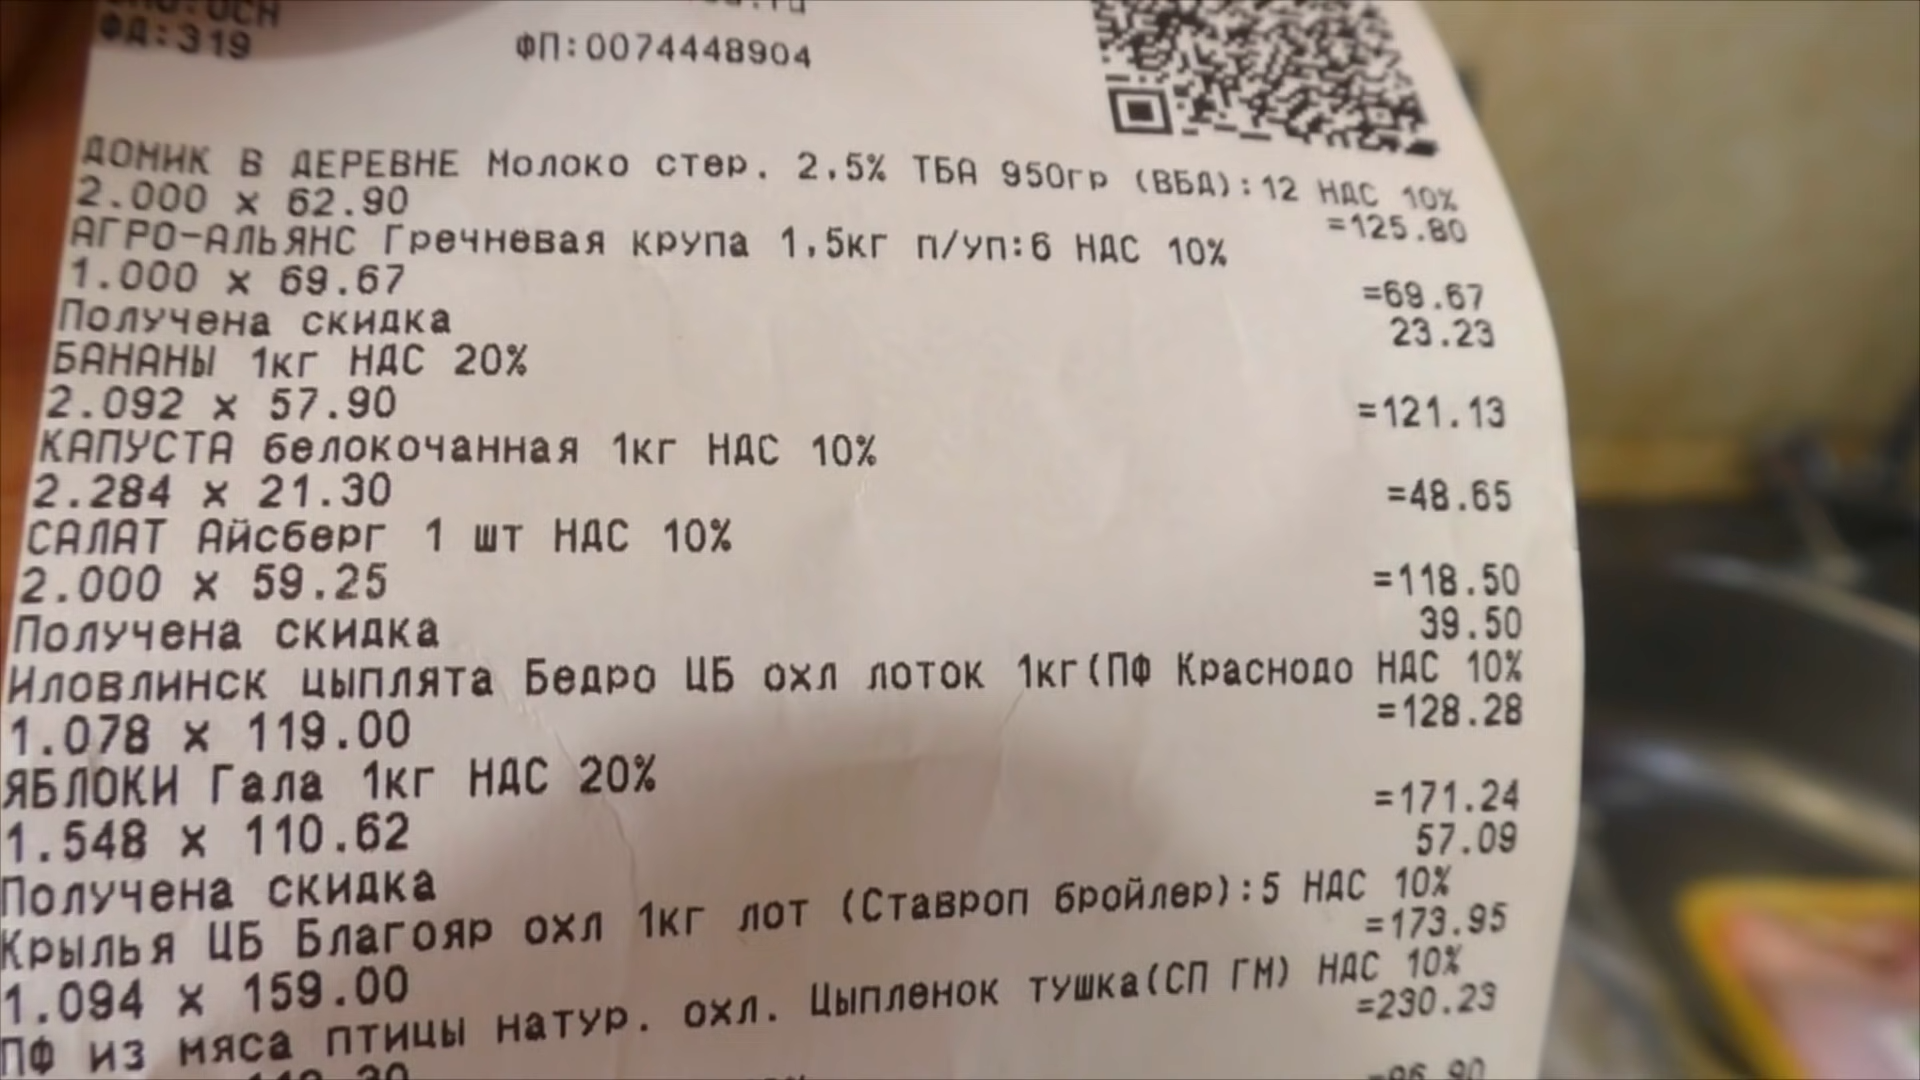 ФД:319 ФП:0074448904
ДОМИК В ДЕРЕВНЕ Молоко стер. 2.5% ТБА 950гр (ВБД):12 НДС 10%
2.000 x 62.90 =125.80
АГРО-АЛЬЯНС Гречневая крупа 1,5кг п/уп:6 НДС 10%
1.000 x 69.67 =69.67
Получена скидка 23.23
БАНАНЫ 1кг НДС 20%
2.092 x 57.90 =121.13
КАПУСТА белокочанная 1кг НДС 10%
2.284 x 21.30 =48.65
САЛАТ Айсберг 1 шт НДС 10%
2.000 x 59.25 =118.50
Получена скидка 39.50
Иловлинск цыплята Бедро ЦБ охл лоток 1кг(ПФ Краснодо НДС 10%
1.078 x 119.00 =128.28
ЯБЛОКИ Гала 1кг НДС 20%
1.548 x 110.62 =171.24
Получена скидка 57.09
Крылья ЦБ Благояр охл 1кг лот (Ставроп бройлер):5 НДС 10%
1.094 x 159.00 =173.95
ПФ из мяса птицы натур. охл. Цыпленок тушка(СП ГМ) НДС 10%
=230.23